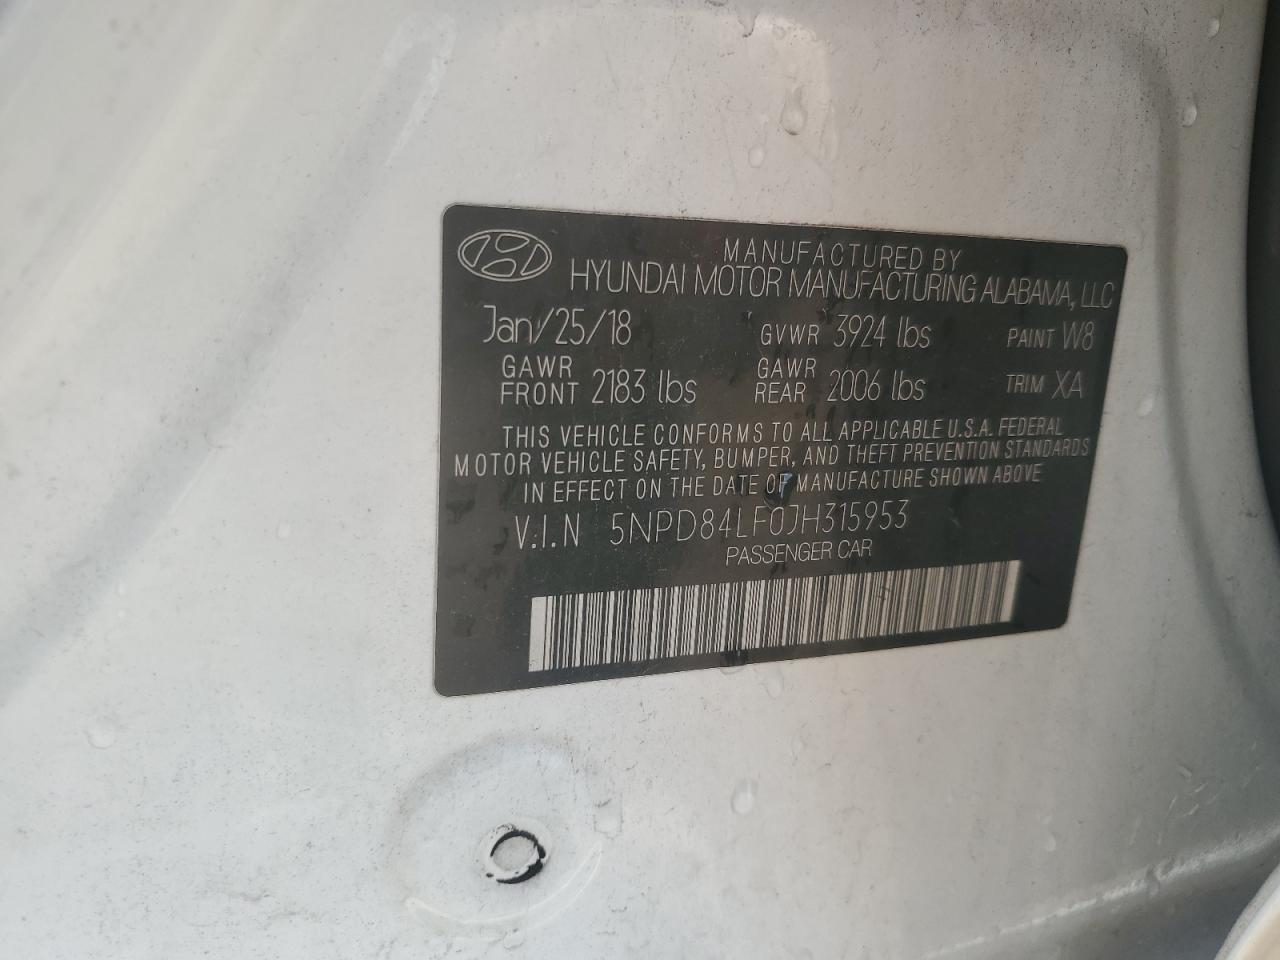 MANUFACTURED BY
HYUNDAI MOTOR MANUFACTURING ALABAMA, LLC
Jan/25/18 GVWR 3924 lbs PAINT W8
GAWR FRONT 2183 lbs GAWR REAR 2006 lbs TRIM XA
THIS VEHICLE CONFORMS TO ALL APPLICABLE U.S.A. FEDERAL
MOTOR VEHICLE SAFETY, BUMPER, AND THEFT PREVENTION STANDARDS
IN EFFECT ON THE DATE OF MANUFACTURE SHOWN ABOVE
V.I.N 5NPD84LF0JH315953
PASSENGER CAR